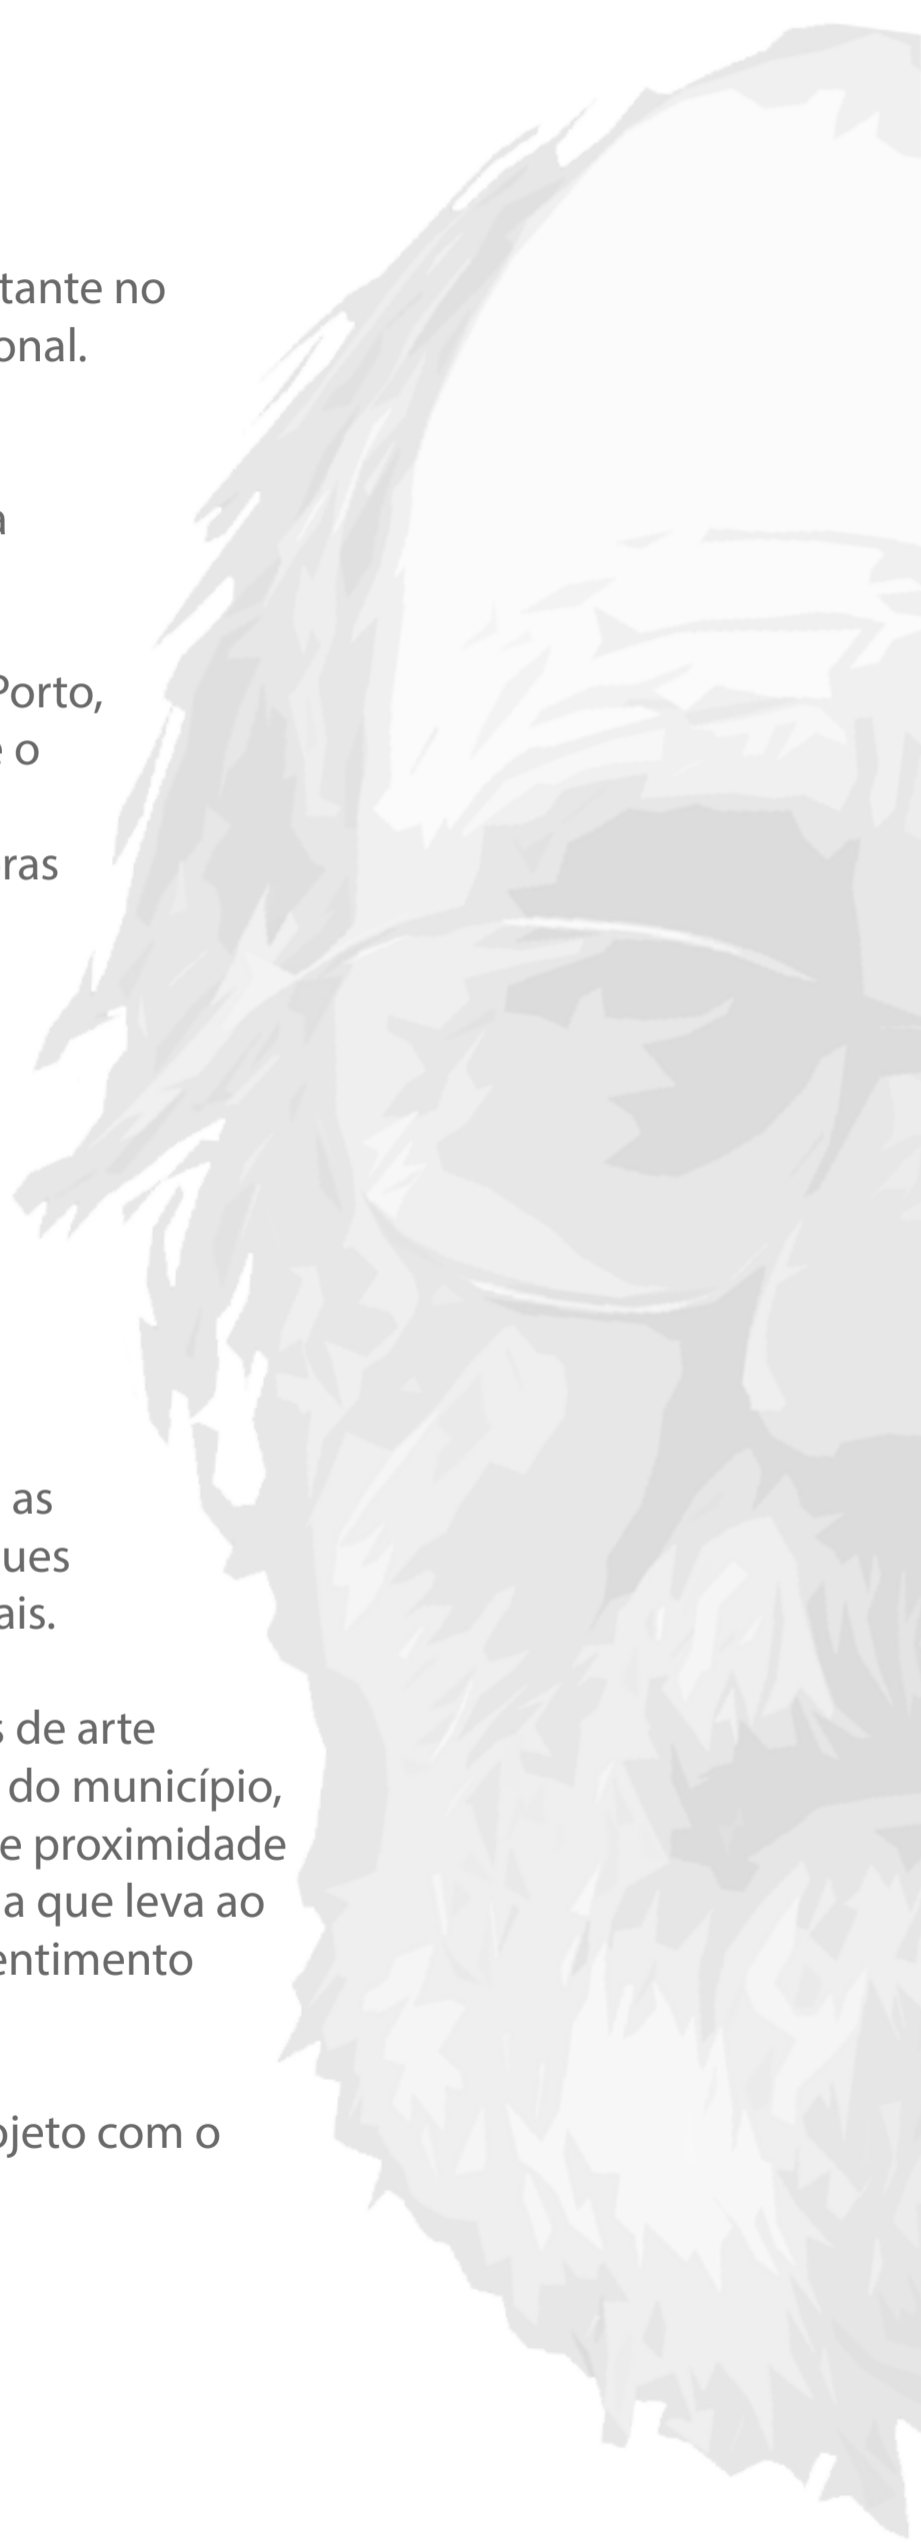 tante no
onal.
a
Porto,
e o
ras
as
ues
ais.
s de arte
do município,
e proximidade
a que leva ao
entimento
ojeto com o